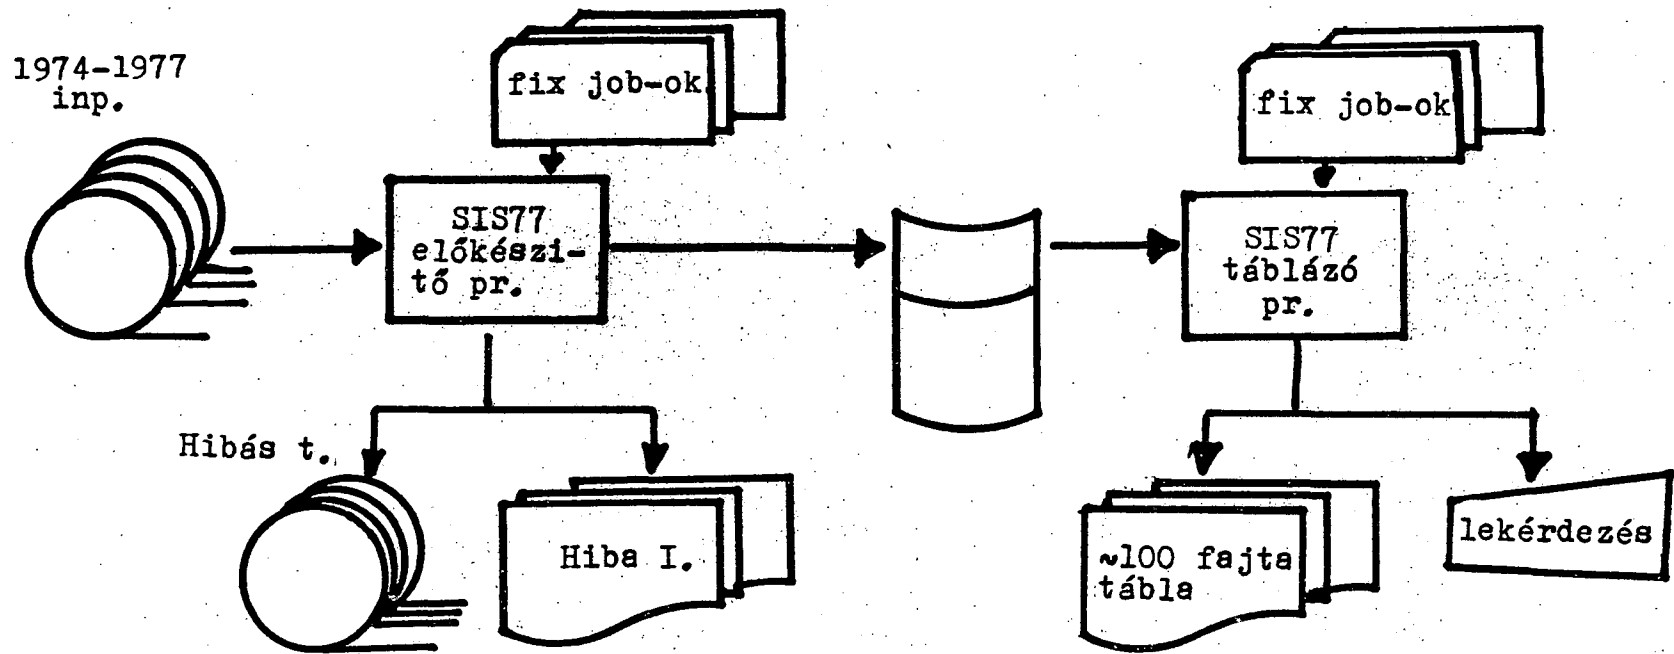 1974-1977
inp.
fix job-ok
fix job-ok
SIS77
előkészi-
tő pr.
SIS77
táblázó
pr.
Hibás t.
Hiba I.
~100 fajta
tábla
lekérdezés